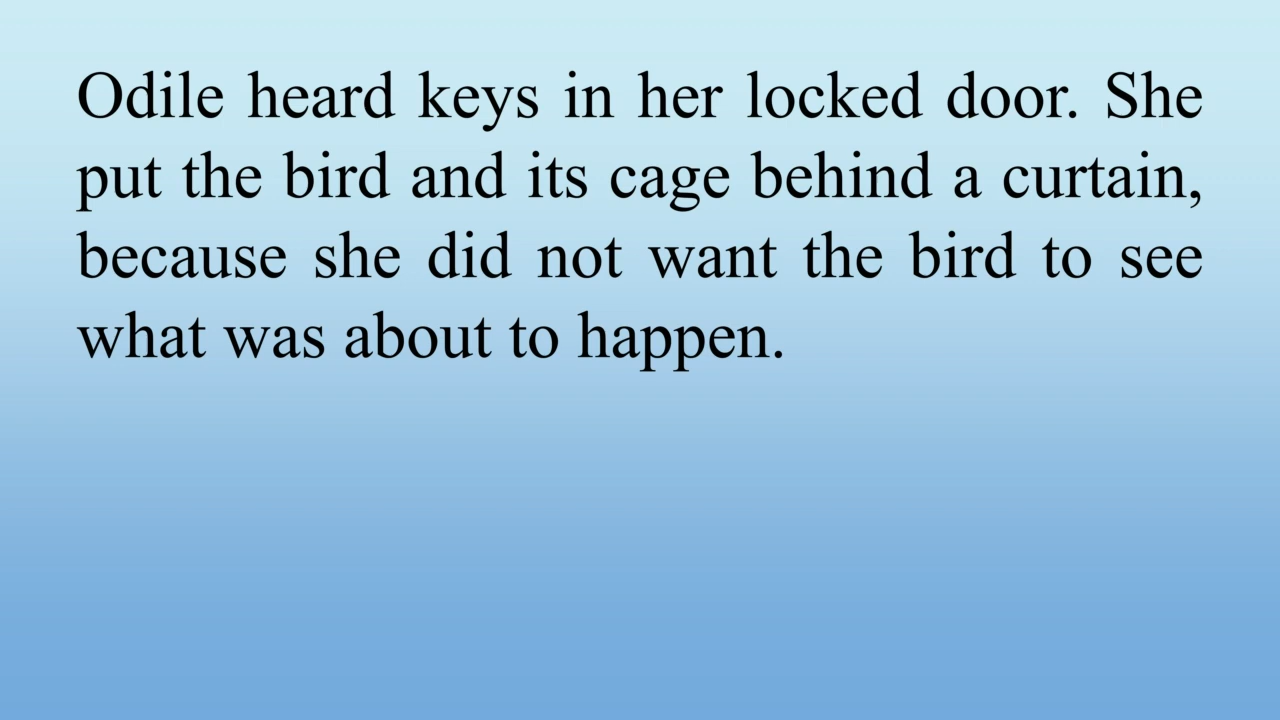 Odile heard keys in her locked door. She
put the bird and its cage behind a curtain,
because she did not want the bird to see
what was about to happen.